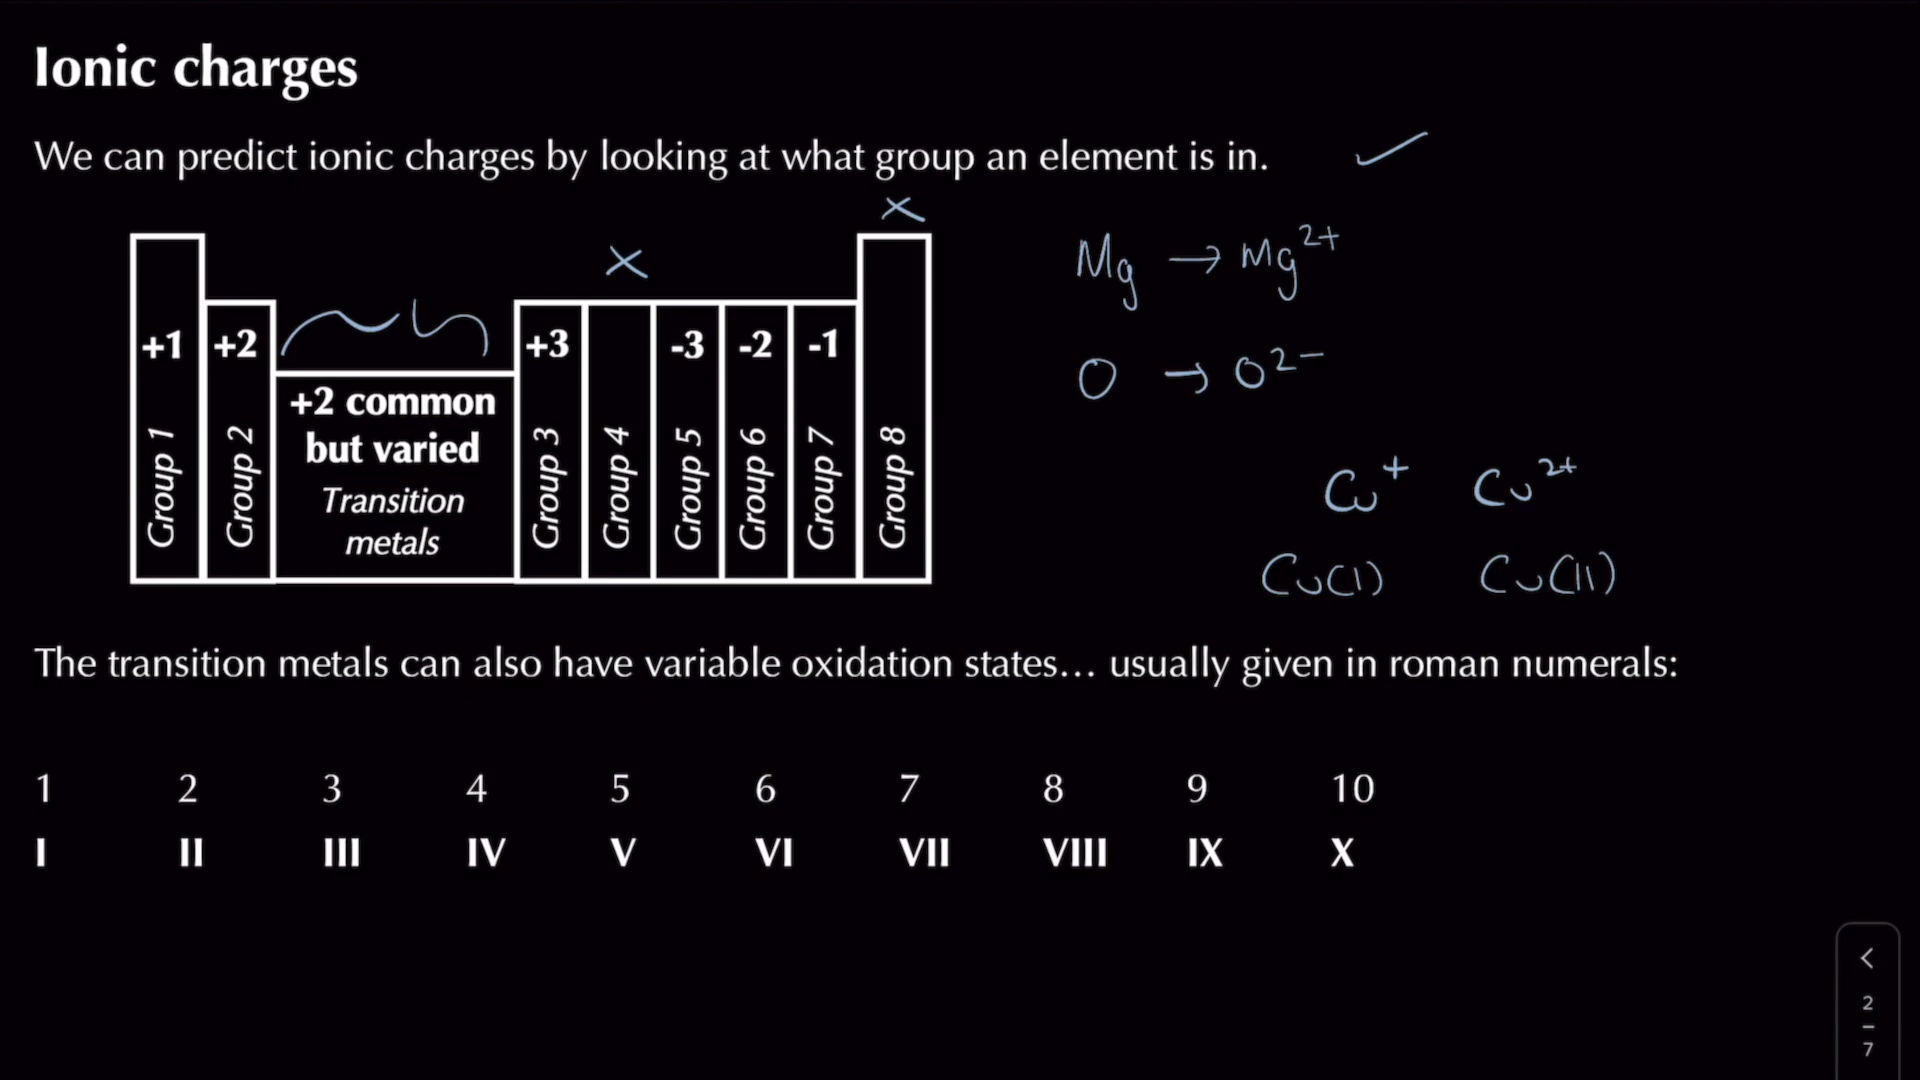 Ionic charges
We can predict ionic charges by looking at what group an element is in.
Mg → Mg²⁺
O → O²⁻
+1 +2 +3 -3 -2 -1
+2 common
but varied
Transition
metals
Group 1 Group 2 Group 3 Group 4 Group 5 Group 6 Group 7 Group 8
Cu⁺ Cu²⁺
Cu(I) Cu(II)
The transition metals can also have variable oxidation states... usually given in roman numerals:
1 2 3 4 5 6 7 8 9 10
I II III IV V VI VII VIII IX X
2
7